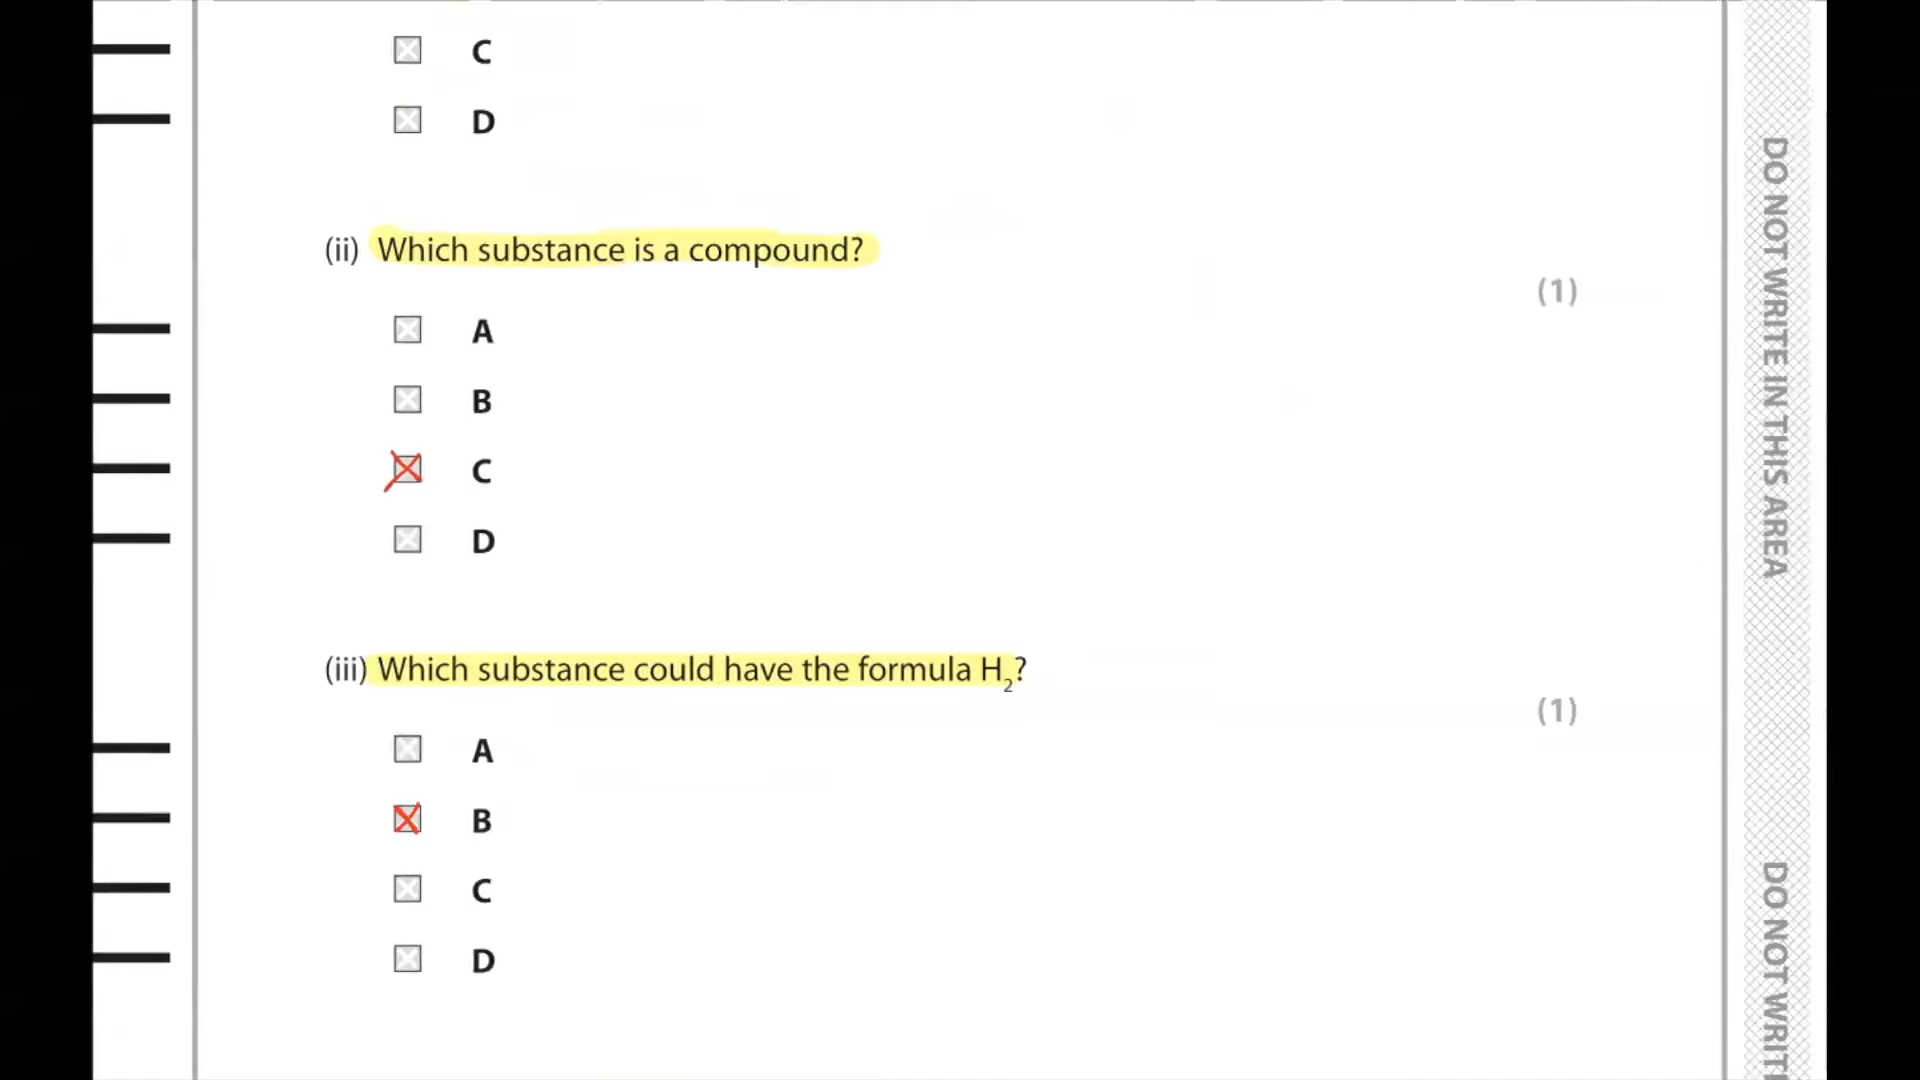 C
D
(ii) Which substance is a compound?
(1)
A
B
C
D
(iii) Which substance could have the formula H₂?
(1)
A
B
C
D
DO NOT WRITE IN THIS AREA
DO NOT WRIT